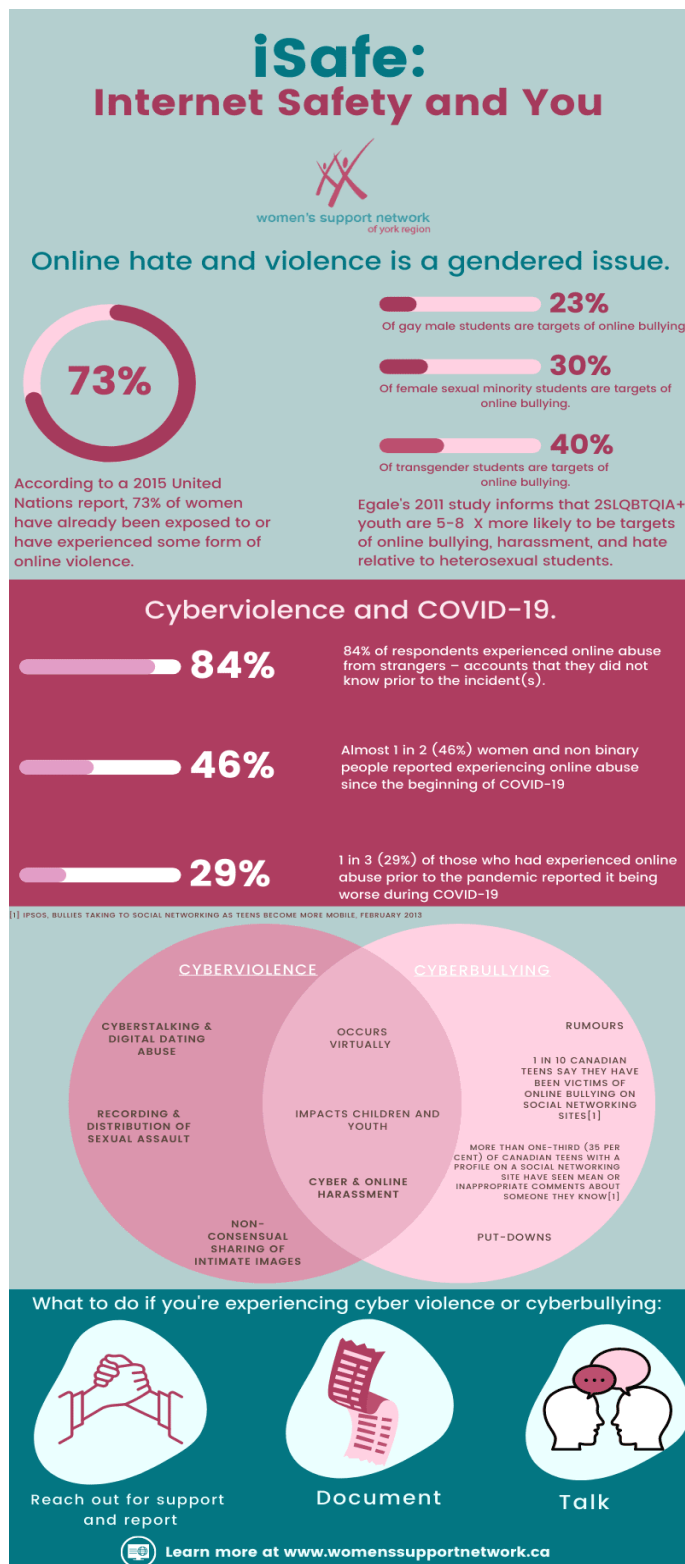 iSafe:
Internet Safety and You
women's support network
of york region
Online hate and violence is a gendered issue.
73%
According to a 2015 United
Nations report, 73% of women
have already been exposed to or
have experienced some form of
online violence.
23%
Of gay male students are targets of online bullying
30%
Of female sexual minority students are targets of
online bullying.
40%
Of transgender students are targets of
online bullying.
Egale's 2011 study informs that 2SLQBTQIA+
youth are 5-8 X more likely to be targets
of online bullying, harassment, and hate
relative to heterosexual students.
Cyberviolence and COVID-19.
84%
84% of respondents experienced online abuse
from strangers – accounts that they did not
know prior to the incident(s).
46%
Almost 1 in 2 (46%) women and non binary
people reported experiencing online abuse
since the beginning of COVID-19
29%
1 in 3 (29%) of those who had experienced online
abuse prior to the pandemic reported it being
worse during COVID-19
[1] IPSOS, BULLIES TAKING TO SOCIAL NETWORKING AS TEENS BECOME MORE MOBILE, FEBRUARY 2013
CYBERVIOLENCE
CYBERSTALKING &
DIGITAL DATING
ABUSE
RECORDING &
DISTRIBUTION OF
SEXUAL ASSAULT
NON-
CONSENSUAL
SHARING OF
INTIMATE IMAGES
OCCURS
VIRTUALLY
IMPACTS CHILDREN AND
YOUTH
CYBER & ONLINE
HARASSMENT
CYBERBULLYING
RUMOURS
1 IN 10 CANADIAN
TEENS SAY THEY HAVE
BEEN VICTIMS OF
ONLINE BULLYING ON
SOCIAL NETWORKING
SITES[1]
MORE THAN ONE-THIRD (35 PER
CENT) OF CANADIAN TEENS WITH A
PROFILE ON A SOCIAL NETWORKING
SITE HAVE SEEN MEAN OR
INAPPROPRIATE COMMENTS ABOUT
SOMEONE THEY KNOW[1]
PUT-DOWNS
What to do if you're experiencing cyber violence or cyberbullying:
Reach out for support
and report
Document
Talk
Learn more at www.womenssupportnetwork.ca